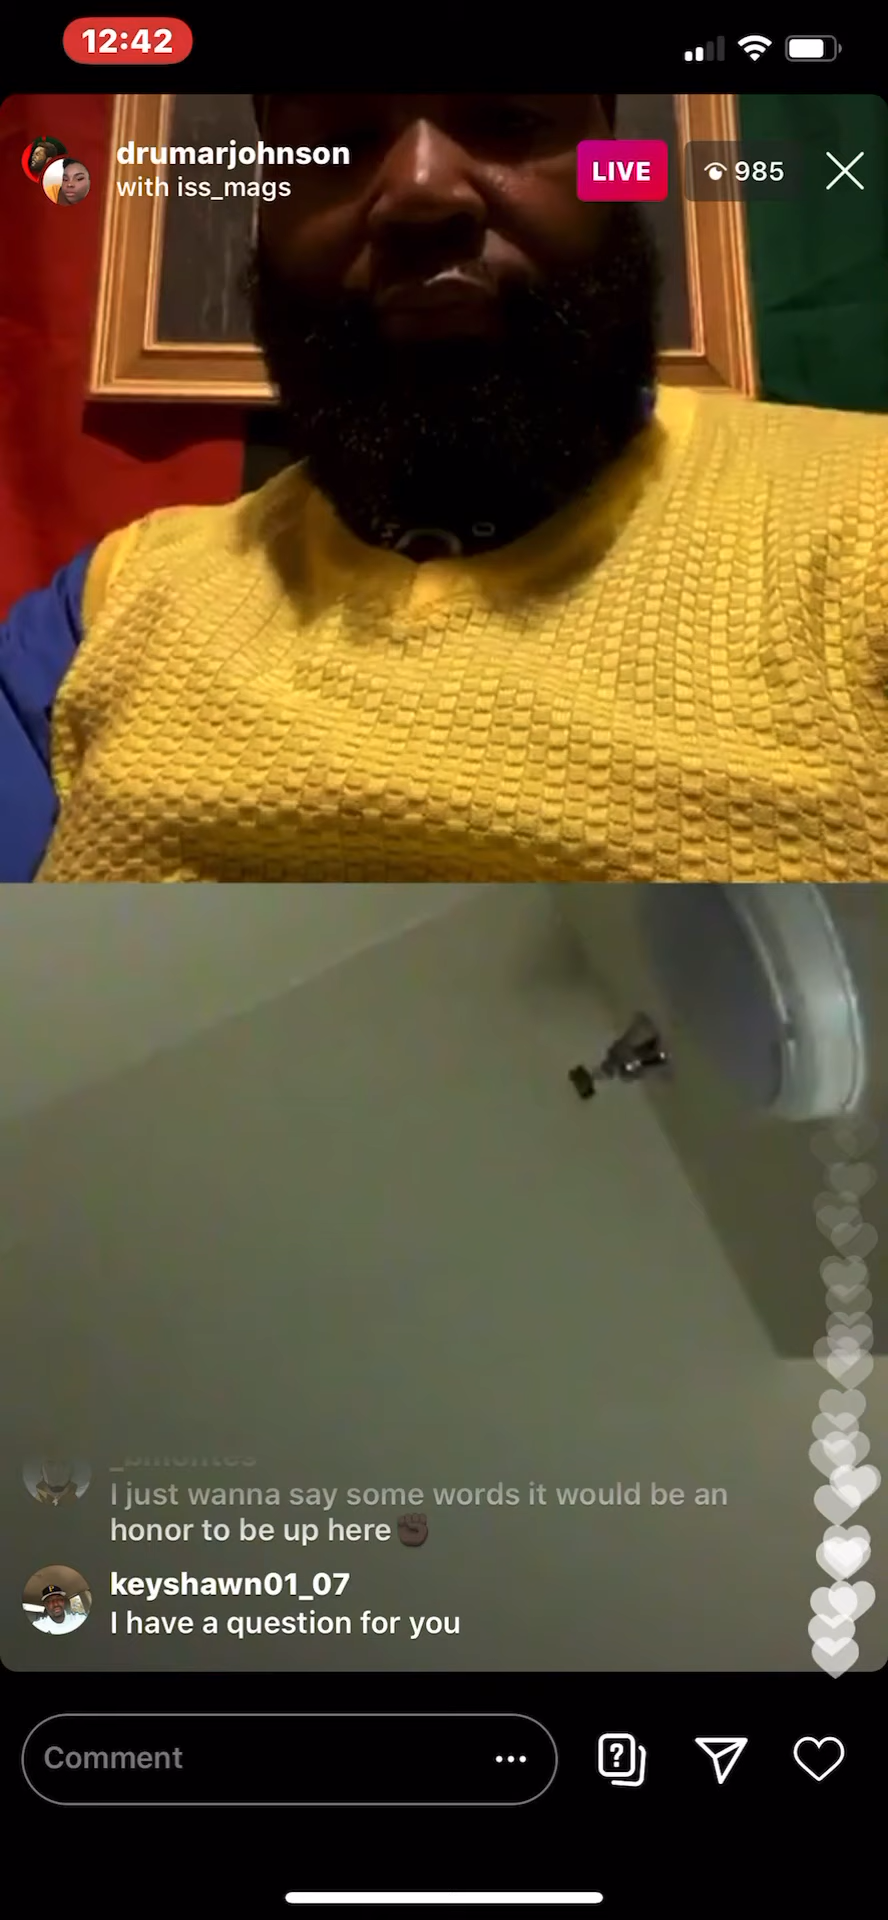 12:42
drumarjohnson
with iss_mags
LIVE
985
I just wanna say some words it would be an
honor to be up here✊🏿
keyshawn01_07
I have a question for you
Comment